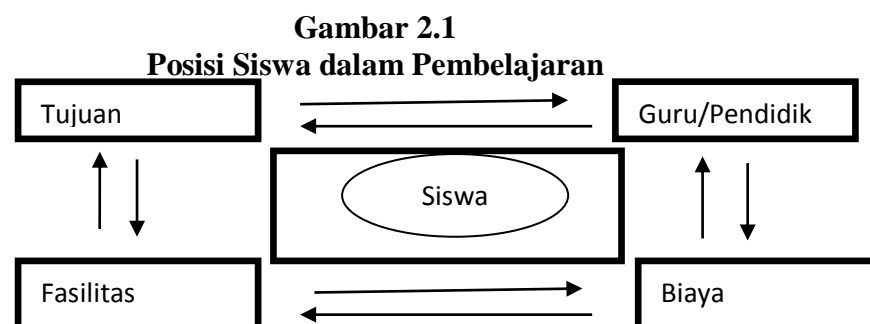 Gambar 2.1
Posisi Siswa dalam Pembelajaran
Tujuan
Guru/Pendidik
Siswa
Fasilitas
Biaya